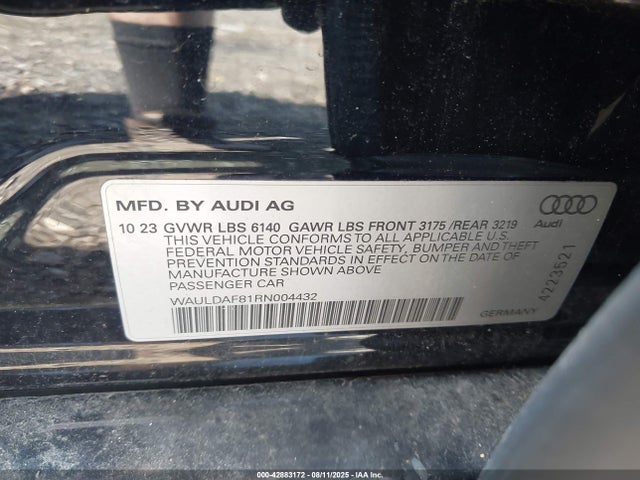 MFD. BY AUDI AG
10 23 GVWR LBS 6140 GAWR LBS FRONT 3175 /REAR 3219
THIS VEHICLE CONFORMS TO ALL APPLICABLE U.S.
FEDERAL MOTOR VEHICLE SAFETY, BUMPER AND THEFT
PREVENTION STANDARDS IN EFFECT ON THE DATE OF
MANUFACTURE SHOWN ABOVE
PASSENGER CAR
WAULDAF81RN004432
Audi
4223521
GERMANY
000-42883172 - 08/11/2025 - IAA Inc.